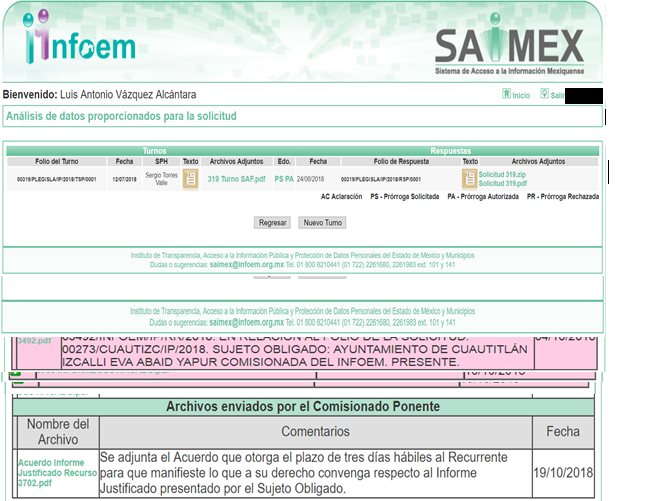 infoem
SAIMEX
Sistema de Acceso a la Información Mexiquense
Bienvenido: Luis Antonio Vázquez Alcántara
Inicio Salir
Análisis de datos proporcionados para la solicitud
Turnos Respuestas
Folio del Turno Fecha SPH Texto Archivos Adjuntos Edo. Fecha Folio de Respuesta Texto Archivos Adjuntos
00319/PLEGISLA/IP/2018/TSP/0001 12/07/2018 Sergio Torres Valle 319 Turno SAF.pdf PS PA 24/08/2018 00319/PLEGISLA/IP/2018/RSP/0001 Solicitud 319.zip
Solicitud 319.pdf
AC Aclaración PS - Prórroga Solicitada PA - Prórroga Autorizada PR - Prórroga Rechazada
Regresar Nuevo Turno
Instituto de Transparencia, Acceso a la Información Pública y Protección de Datos Personales del Estado de México y Municipios
Dudas o sugerencias: saimex@infoem.org.mx Tel. 01 800 8210441 (01 722) 2261680, 2261983 ext. 101 y 141
Instituto de Transparencia, Acceso a la Información Pública y Protección de Datos Personales del Estado de México y Municipios
Dudas o sugerencias: saimex@infoem.org.mx Tel. 01 800 8210441 (01 722) 2261680, 2261983 ext. 101 y 141
3492.pdf 03492/INFOEM/IP/RR/2018. EN RELACIÓN AL FOLIO DE LA SOLICITUD: 04/10/2018
00273/CUAUTIZC/IP/2018. SUJETO OBLIGADO: AYUNTAMIENTO DE CUAUTITLÁN
IZCALLI EVA ABAID YAPUR COMISIONADA DEL INFOEM. PRESENTE.
Archivos enviados por el Comisionado Ponente
Nombre del Archivo Comentarios Fecha
Acuerdo Informe Justificado Recurso 3702.pdf
Se adjunta el Acuerdo que otorga el plazo de tres días hábiles al Recurrente
para que manifieste lo que a su derecho convenga respecto al Informe 19/10/2018
Justificado presentado por el Sujeto Obligado.